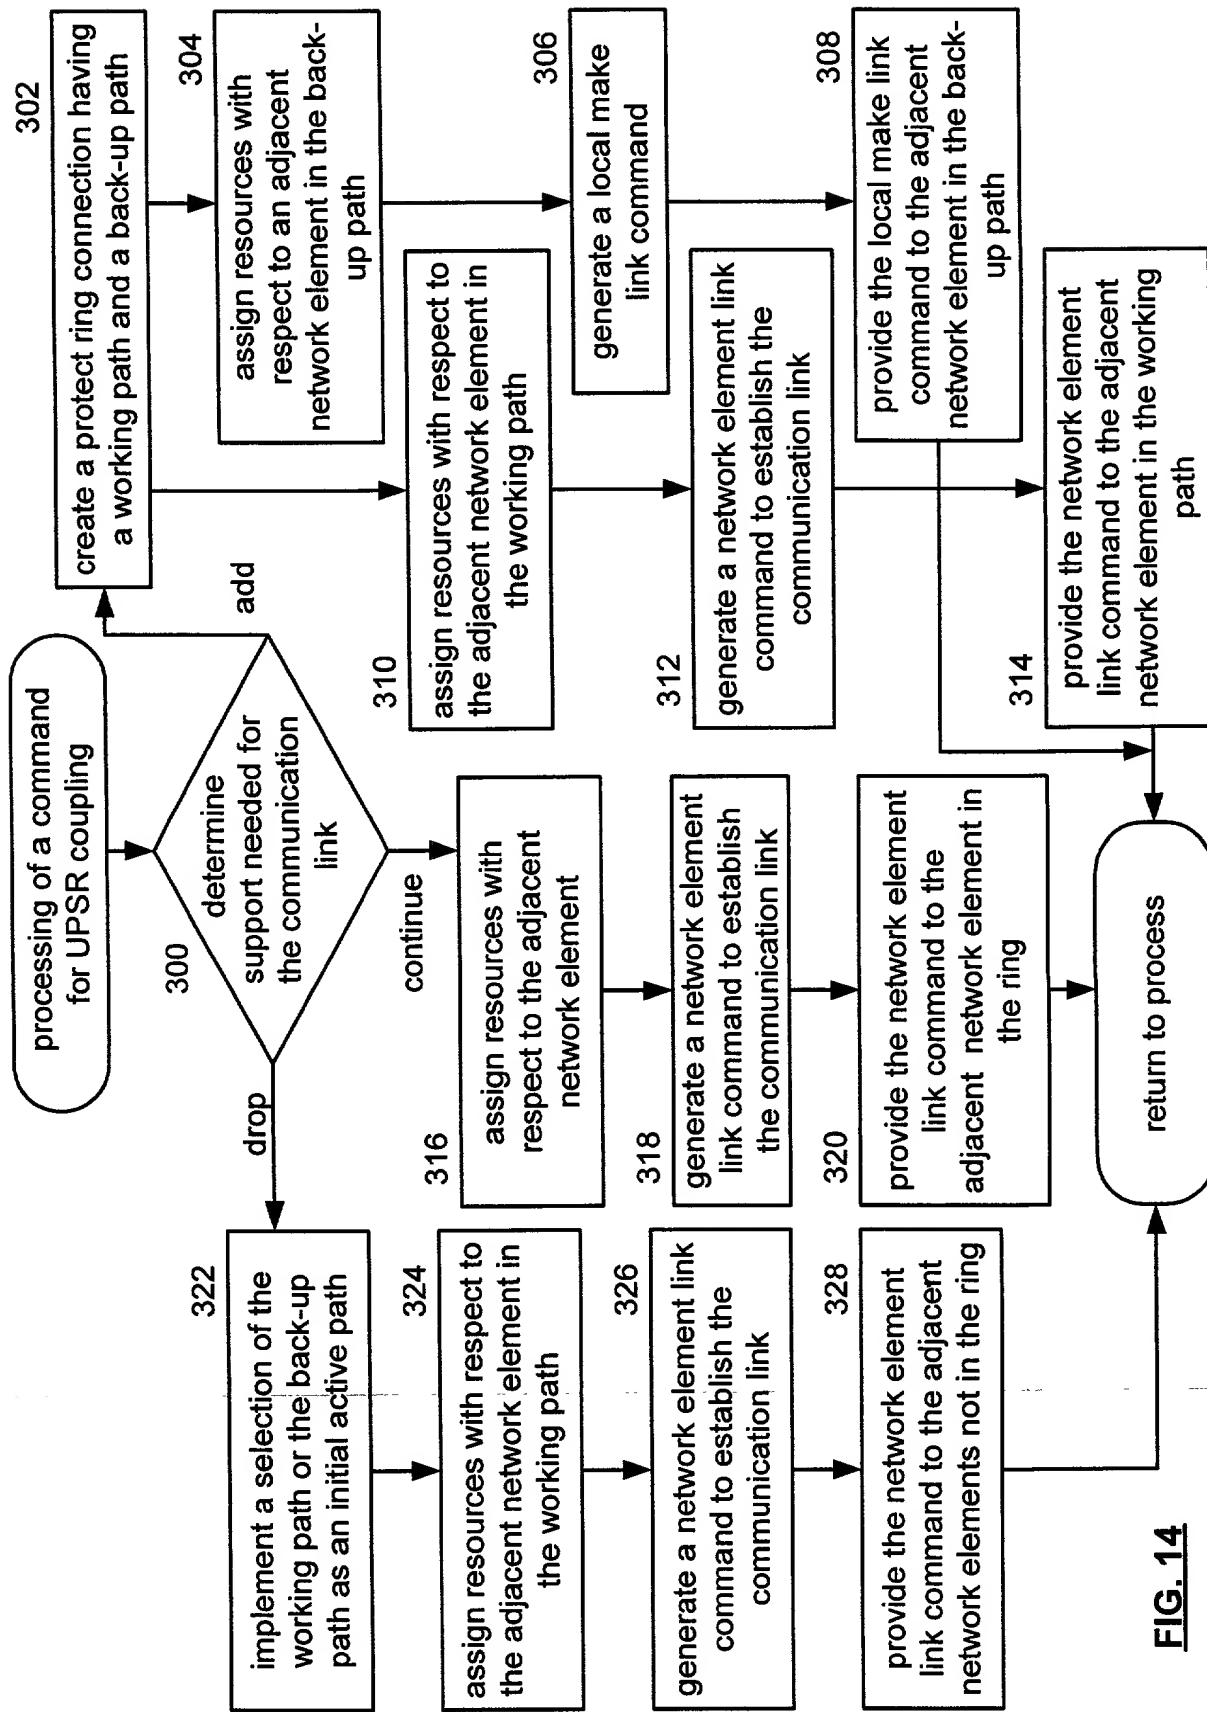 processing of a command
for UPSR coupling
300
determine
support needed for
the communication
link
drop
continue
add
322
implement a selection of the
working path or the back-up
path as an initial active path
324
assign resources with respect to
the adjacent network element in
the working path
326
generate a network element link
command to establish the
communication link
328
provide the network element
link command to the adjacent
network elements not in the ring
316
assign resources with
respect to the adjacent
network element
318
generate a network element
link command to establish
the communication link
320
provide the network element
link command to the
adjacent network element in
the ring
302
create a protect ring connection having
a working path and a back-up path
310
assign resources with respect to
the adjacent network element in
the working path
312
generate a network element link
command to establish the
communication link
314
provide the network element
link command to the adjacent
network element in the working
path
304
assign resources with
respect to an adjacent
network element in the back-
up path
306
generate a local make
link command
308
provide the local make link
command to the adjacent
network element in the back-
up path
return to process
FIG. 14